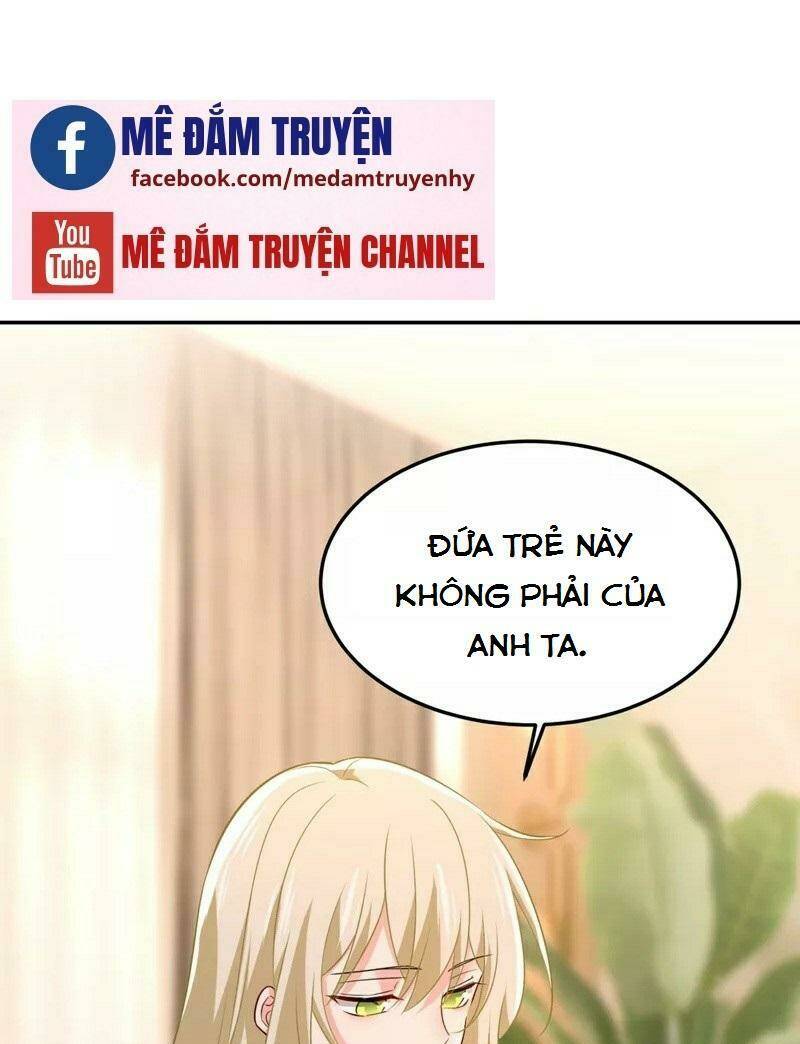 f
MÊ ĐẮM TRUYỆN
facebook.com/medamtruyenhy
You
Tube
MÊ ĐẮM TRUYỆN CHANNEL
ĐỨA TRẺ NÀY
KHÔNG PHẢI CỦA
ANH TA.